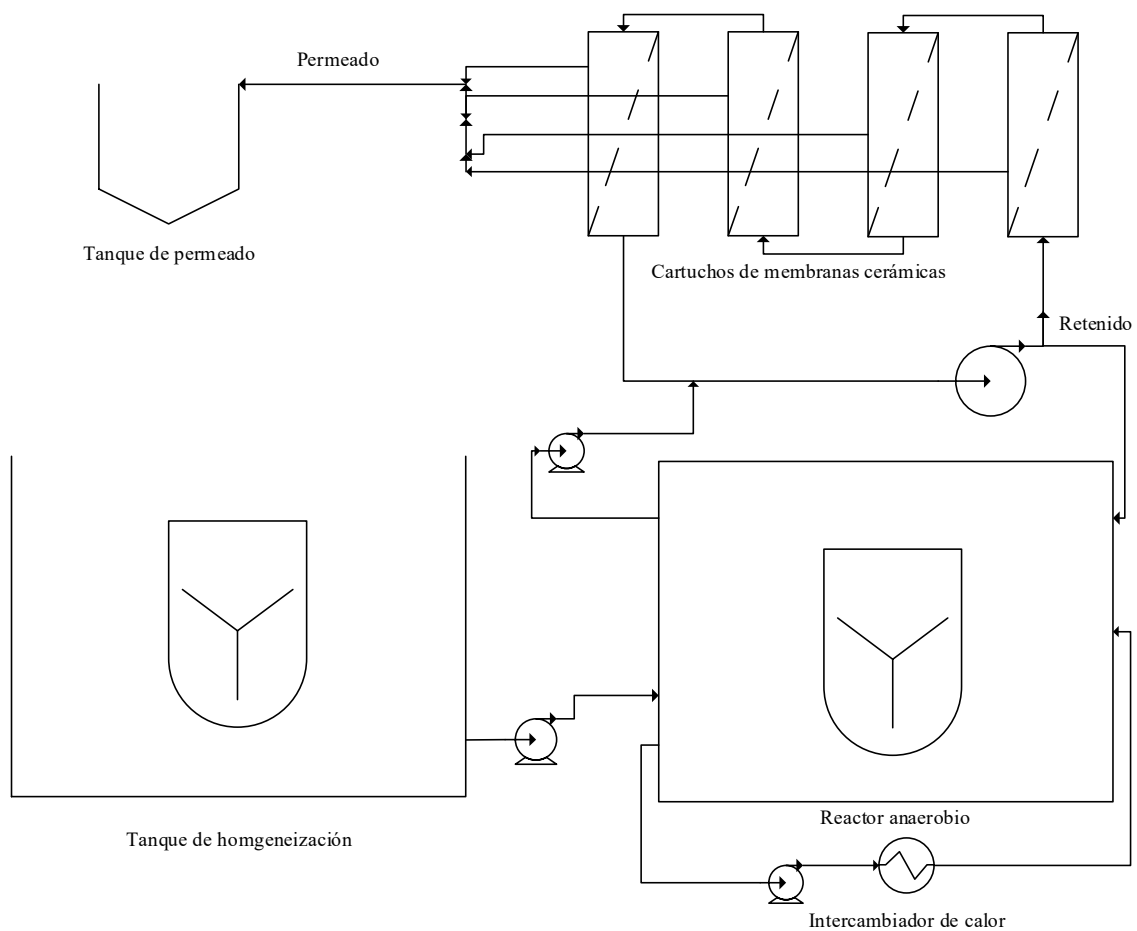 Permeado
Tanque de permeado
Cartuchos de membranas cerámicas
Retenido
Reactor anaerobio
Tanque de homgeneización
Intercambiador de calor